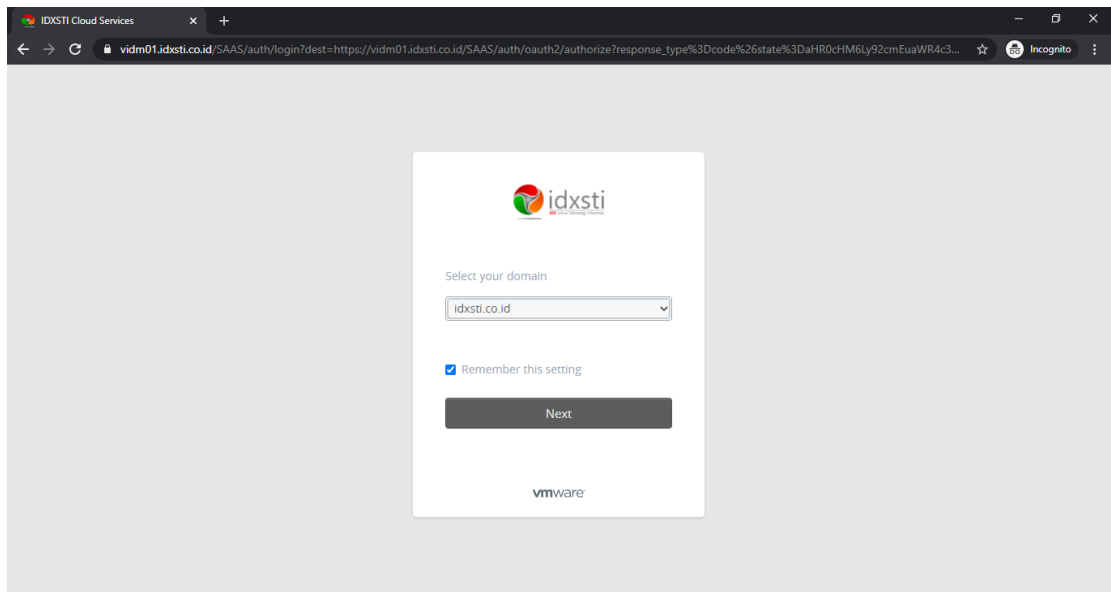 IDXSTI Cloud Services
vidm01.idxsti.co.id/SAAS/auth/login?dest=https://vidm01.idxsti.co.id/SAAS/auth/oauth2/authorize?response_type%3Dcode%26state%3DaHR0cHM6Ly92cmEuaWR4c3...
Incognito
idxsti
Select your domain
idxsti.co.id
Remember this setting
Next
vmware